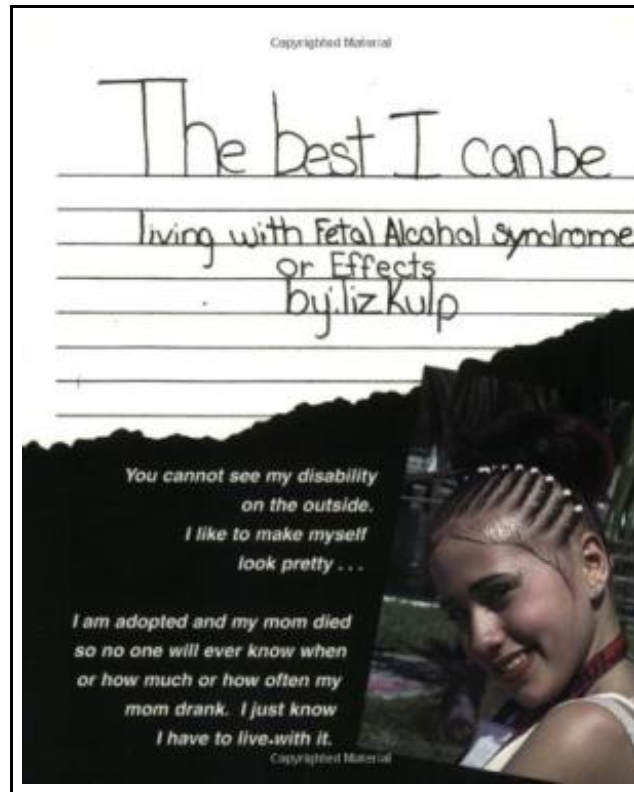 Copyrighted Material
The best I can be
living with Fetal Alcohol syndrome
or Effects
by: liz Kulp
You cannot see my disability
on the outside.
I like to make myself
look pretty . . .
I am adopted and my mom died
so no one will ever know when
or how much or how often my
mom drank. I just know
I have to live with it.
Copyrighted Material